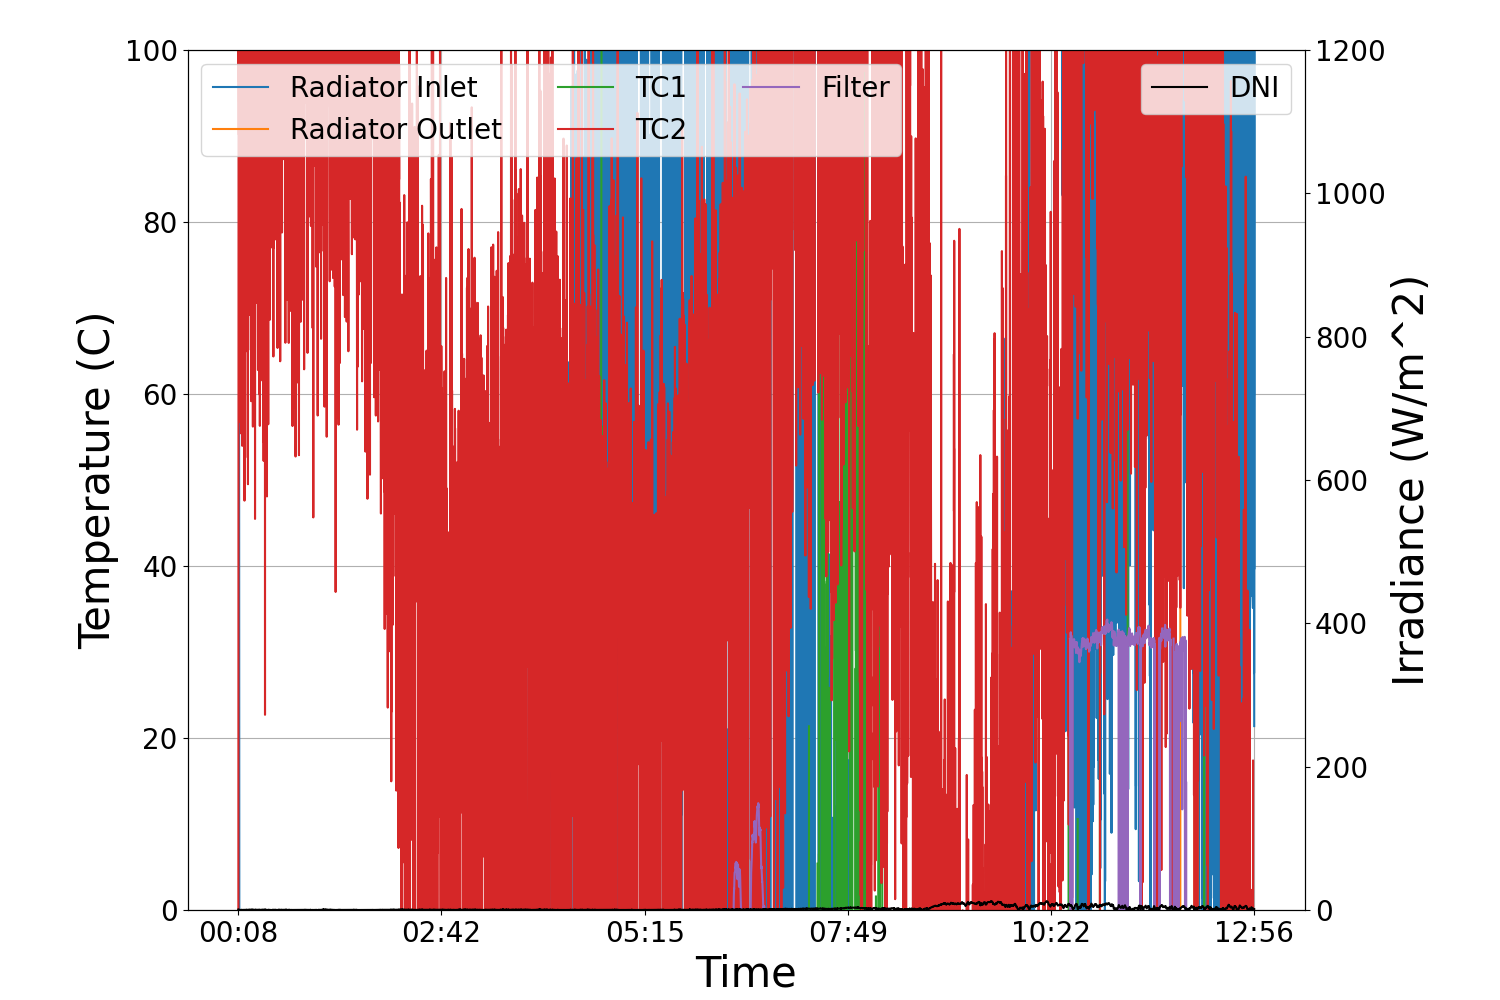 100
80
60
40
20
0
Temperature (C)
Radiator Inlet
Radiator Outlet
TC1
TC2
Filter
DNI
1200
1000
800
600
400
200
0
Irradiance (W/m^2)
00:08
02:42
05:15
07:49
10:22
12:56
Time